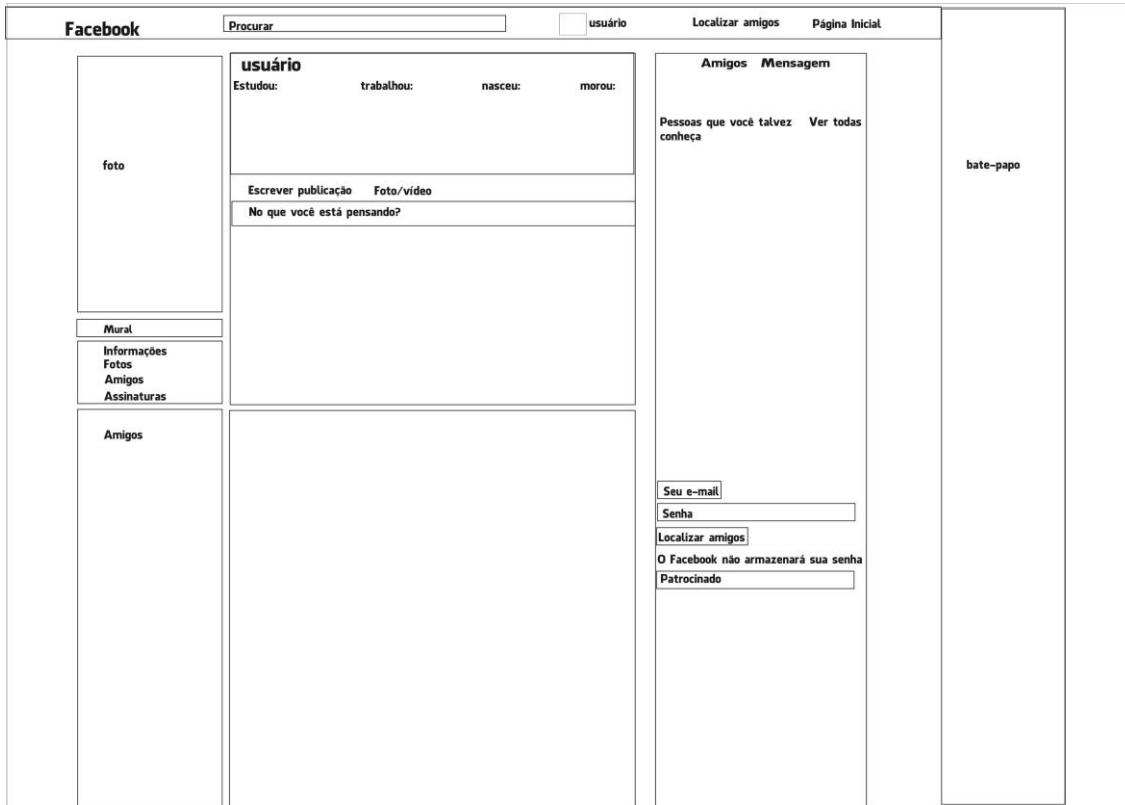 Facebook
Procurar
usuário
Localizar amigos
Página Inicial
foto
Mural
Informações
Fotos
Amigos
Assinaturas
Amigos
usuário
Estudou: trabalhou: nasceu: morou:
Escrever publicação Foto/vídeo
No que você está pensando?
Amigos Mensagem
Pessoas que você talvez Ver todas
conheça
Seu e-mail
Senha
Localizar amigos
O Facebook não armazenará sua senha
Patrocinado
bate-papo